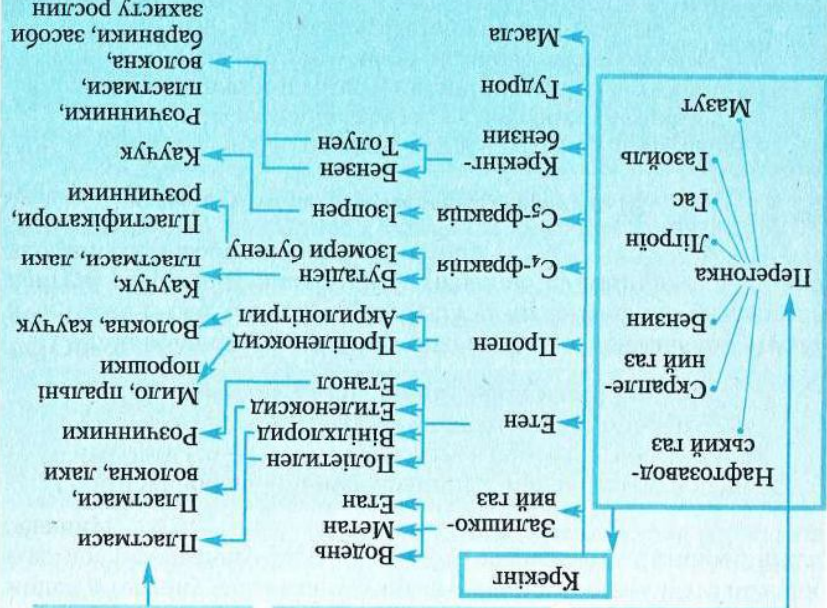 Крекінг
Нафтозавод-
ський газ
Скрапле-
ний газ
Бензин
Перегонка
Лігроїн
Гас
Газойль
Мазут
Залишко-
вий газ
Етен
Пропен
С₄-фракція
С₅-фракція
Крекінг-
бензин
Гудрон
Масла
Водень
Метан
Етан
Поліетилен
Вінілхлорид
Етиленоксид
Етанол
Пропіленоксид
Акрилонітрил
Бутадієн
Ізомери бутену
Ізопрен
Бензен
Толуен
Пластмаси
Пластмаси,
волокна, лаки
Розчинники
Мило, пральні
порошки
Волокна, каучук
Каучук,
пластмаси, лаки
Пластифікатори,
розчинники
Каучук
Розчинники,
пластмаси,
волокна,
барвники, засоби
захисту рослин